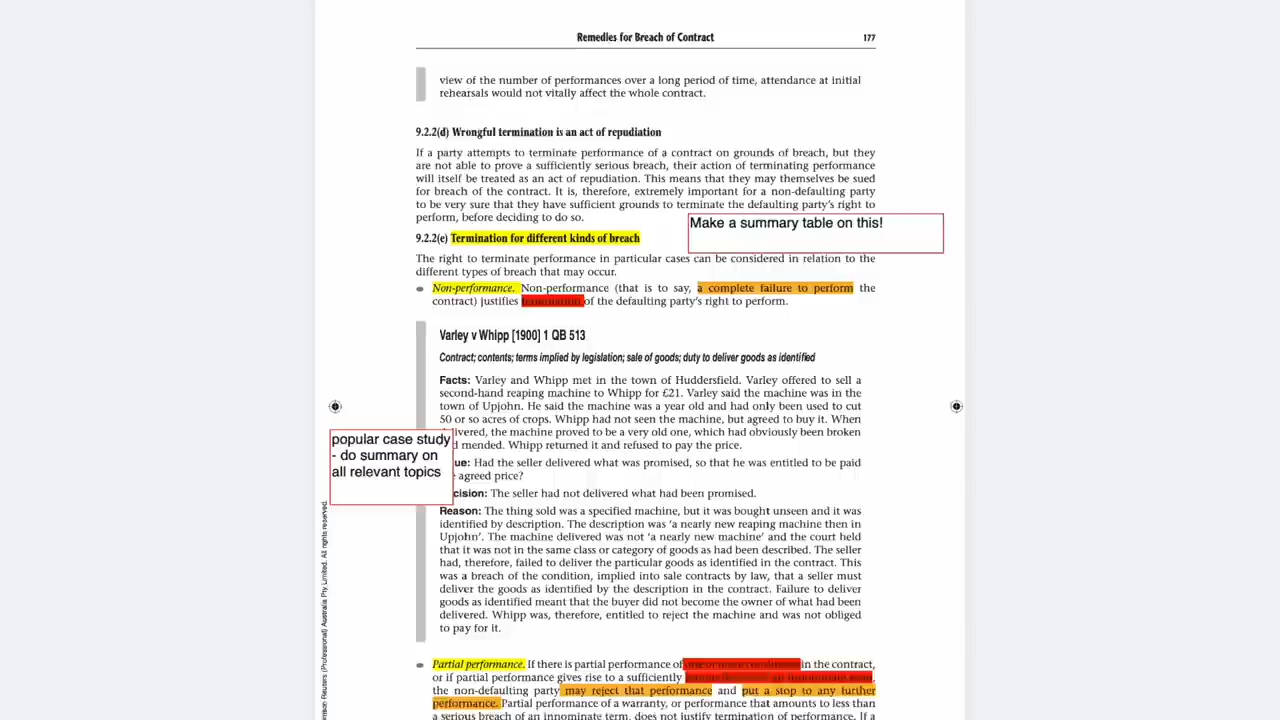 Remedies for Breach of Contract 177
view of the number of performances over a long period of time, attendance at initial
rehearsals would not vitally affect the whole contract.
9.2.2(d) Wrongful termination is an act of repudiation
If a party attempts to terminate performance of a contract on grounds of breach, but they
are not able to prove a sufficiently serious breach, their action of terminating performance
will itself be treated as an act of repudiation. This means that they may themselves be sued
for breach of the contract. It is, therefore, extremely important for a non-defaulting party
to be very sure that they have sufficient grounds to terminate the defaulting party's right to
perform, before deciding to do so.
Make a summary table on this!
9.2.2(e) Termination for different kinds of breach
The right to terminate performance in particular cases can be considered in relation to the
different types of breach that may occur.
Non-performance. Non-performance (that is to say, a complete failure to perform the
contract) justifies termination of the defaulting party's right to perform.
Varley v Whipp [1900] 1 QB 513
Contract; contents; terms implied by legislation; sale of goods; duty to deliver goods as identified
Facts: Varley and Whipp met in the town of Huddersfield. Varley offered to sell a
second-hand reaping machine to Whipp for £21. Varley said the machine was in the
town of Upjohn. He said the machine was a year old and had only been used to cut
50 or so acres of crops. Whipp had not seen the machine, but agreed to buy it. When
delivered, the machine proved to be a very old one, which had obviously been broken
mended. Whipp returned it and refused to pay the price.
popular case study
- do summary on
all relevant topics
Had the seller delivered what was promised, so that he was entitled to be paid
agreed price?
The seller had not delivered what had been promised.
Reason: The thing sold was a specified machine, but it was bought unseen and it was
identified by description. The description was 'a nearly new reaping machine then in
Upjohn'. The machine delivered was not 'a nearly new machine' and the court held
that it was not in the same class or category of goods as had been described. The seller
had, therefore, failed to deliver the particular goods as identified in the contract. This
was a breach of the condition, implied into sale contracts by law, that a seller must
deliver the goods as identified by the description in the contract. Failure to deliver
goods as identified meant that the buyer did not become the owner of what had been
delivered. Whipp was, therefore, entitled to reject the machine and was not obliged
to pay for it.
Partial performance. If there is partial performance of in the contract,
or if partial performance gives rise to a sufficiently
the non-defaulting party may reject that performance and put a stop to any further
performance. Partial performance of a warranty, or performance that amounts to less than
a serious breach of an innominate term, does not justify termination of performance. If a
Reuters (Professional) Australia Pty Limited. All rights reserved.